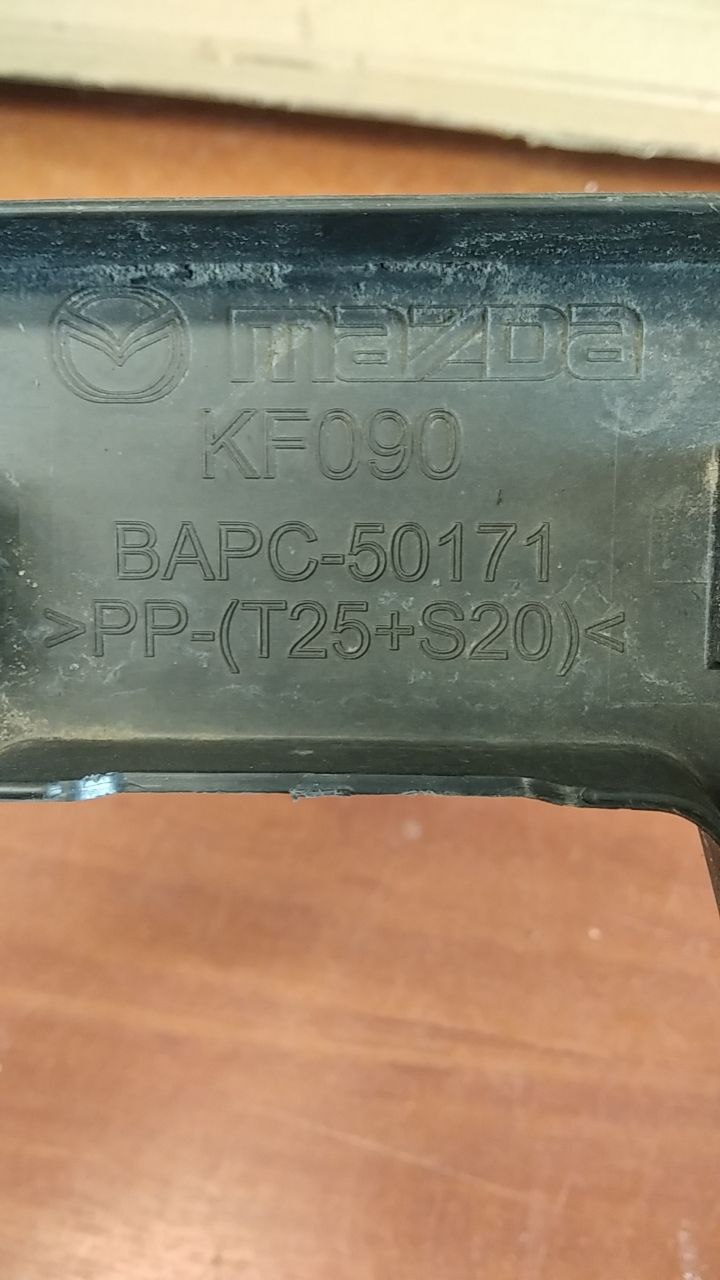 mazda
KF090
BAPC-50171
>PP-(T25+S20)<